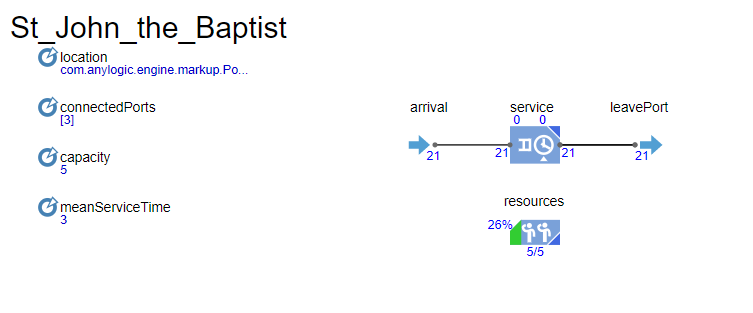 St_John_the_Baptist
location
com.anylogic.engine.markup.Po...
connectedPorts
[3]
capacity
5
meanServiceTime
3
arrival
service
leavePort
0 0
21
21
21
21
resources
26%
5/5